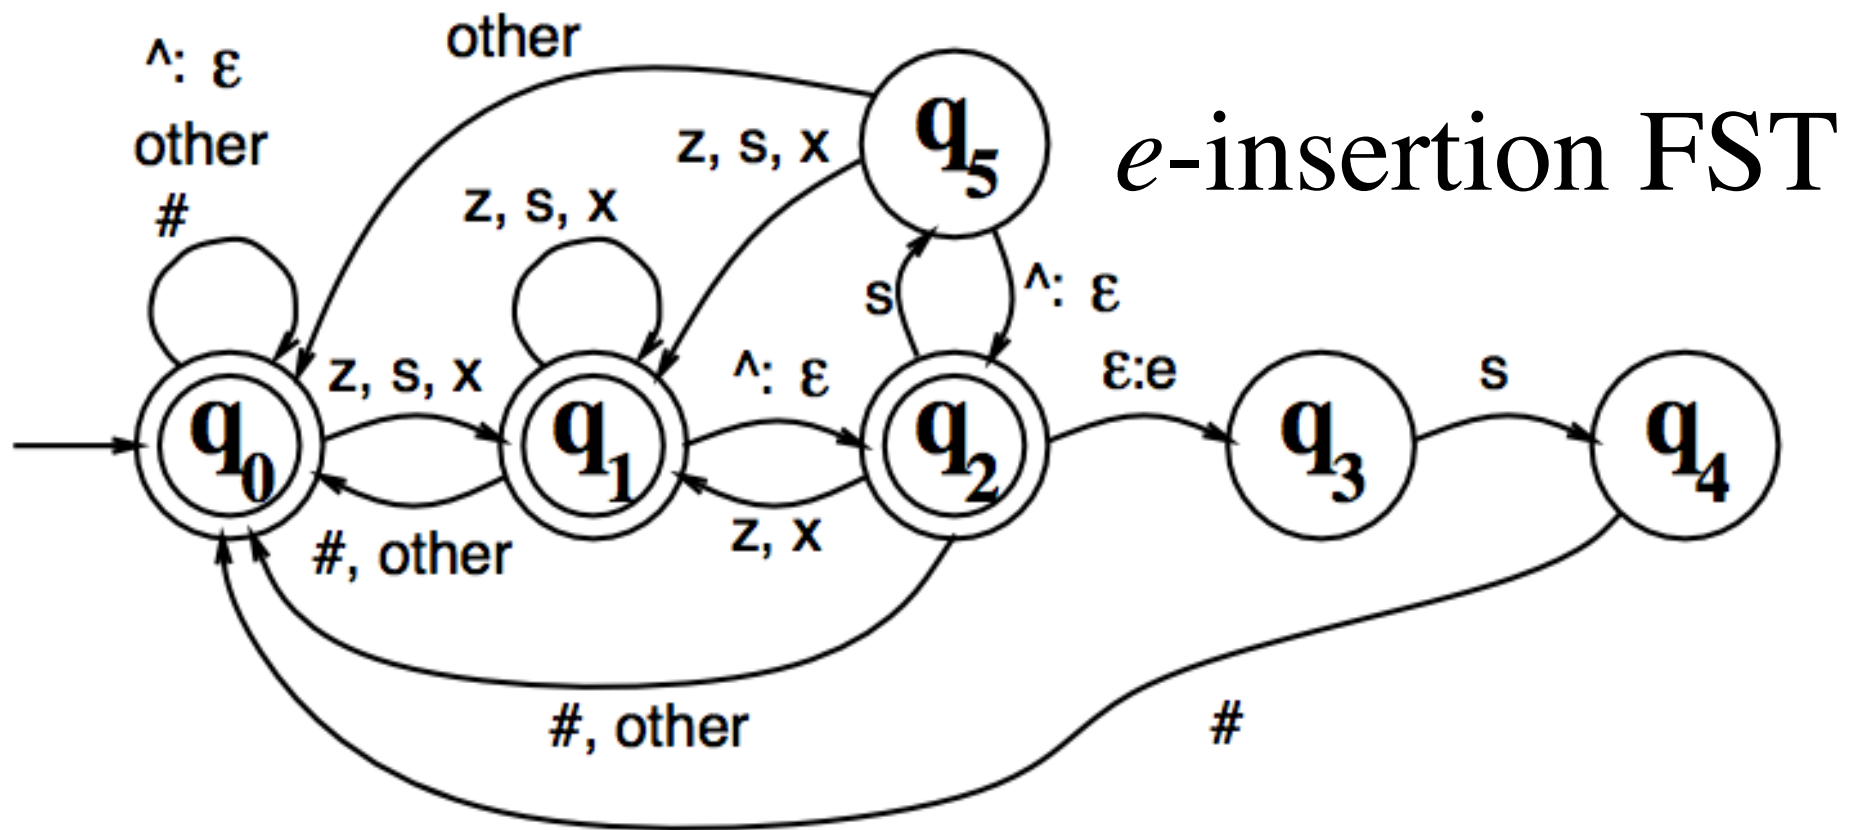 ^: ε
other
#
other
z, s, x
q5
e-insertion FST
z, s, x
s
^: ε
z, s, x
^: ε
ε:e
s
q0
q1
q2
q3
q4
#, other
z, x
#, other
#